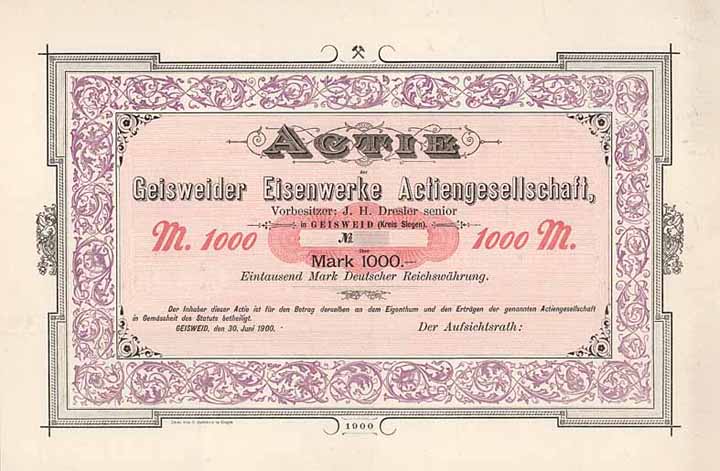 ACTIE
der
Geisweider Eisenwerke Actiengesellschaft,
Vorbesitzer: J. H. Dresler senior
in GEISWEID (Kreis Siegen).
M. 1000 № 1000 M.
über
Mark 1000.—
Eintausend Mark Deutscher Reichswährung.
Der Inhaber dieser Actie ist für den Betrag derselben an dem Eigenthum und den Erträgen der genannten Actiengesellschaft
in Gemässheit des Statuts betheiligt.
GEISWEID, den 30. Juni 1900.
Der Aufsichtsrath:
1900